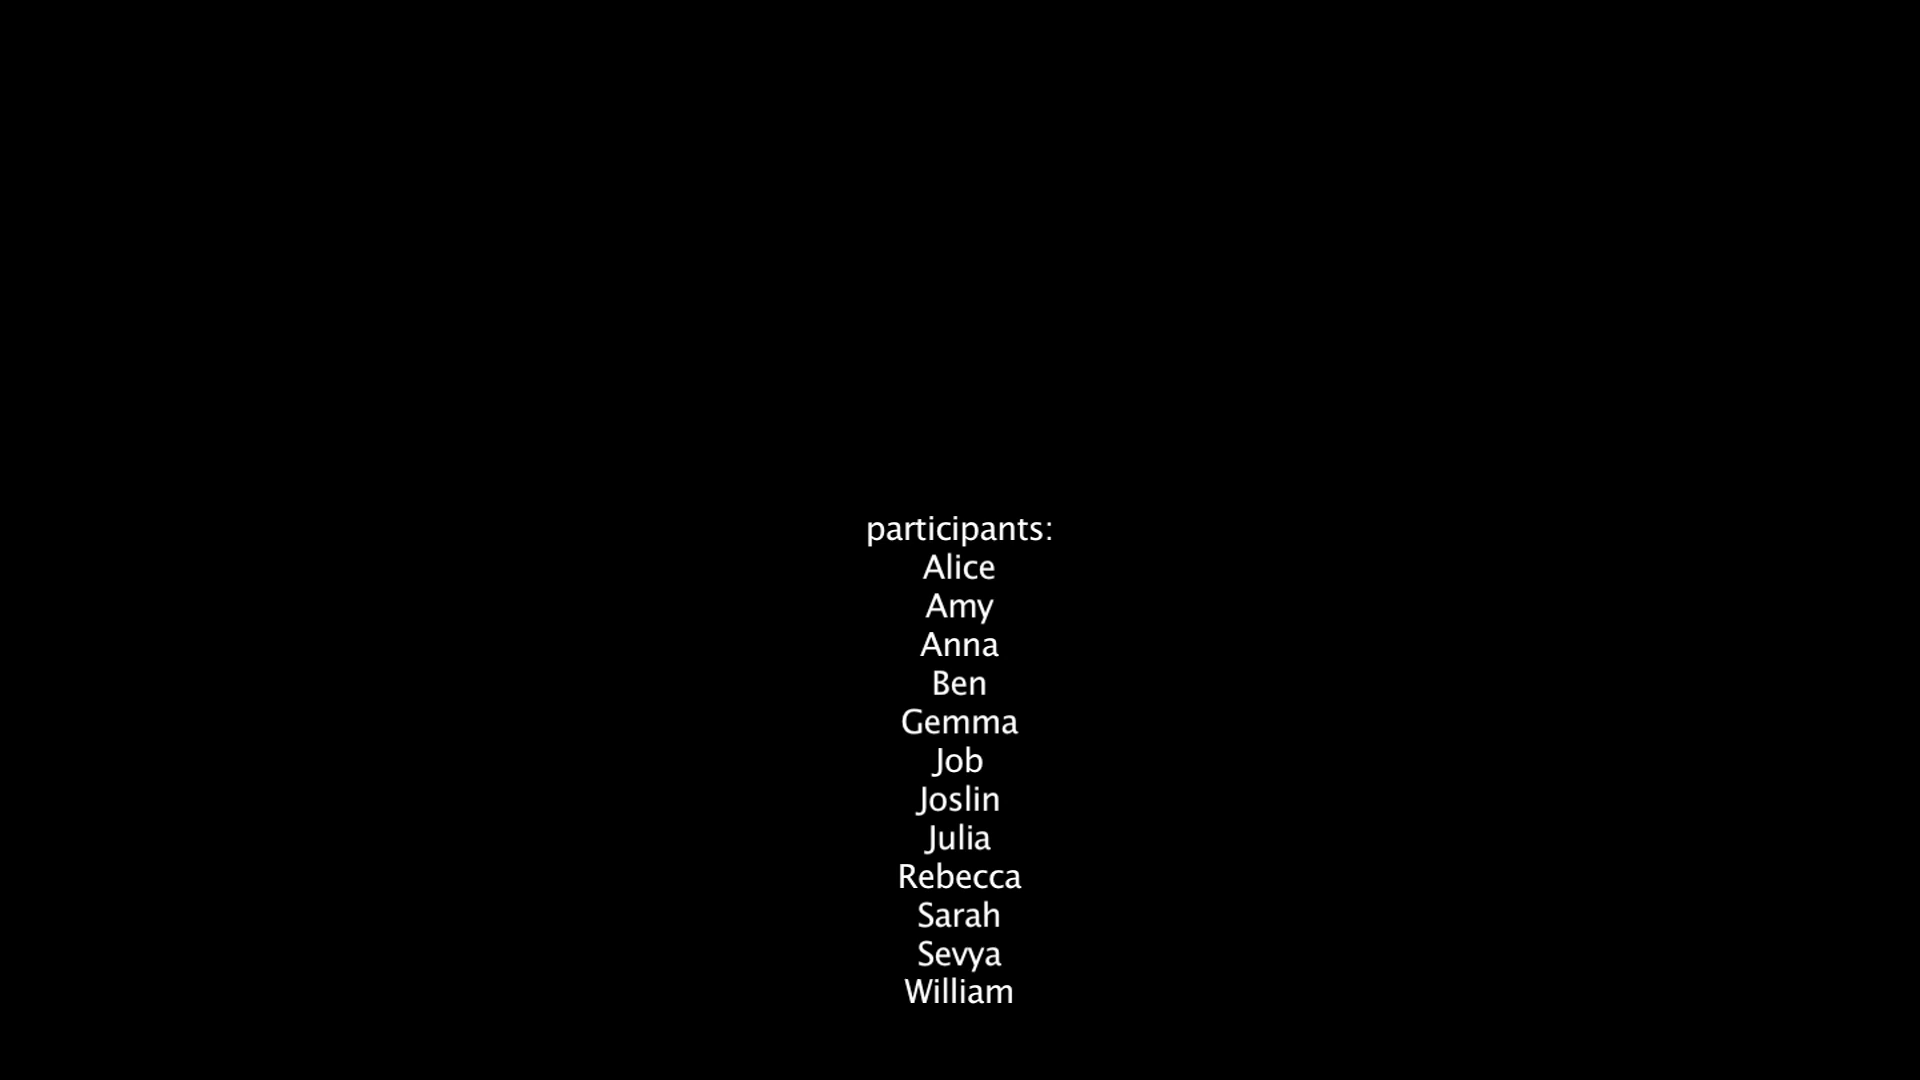 participants:
Alice
Amy
Anna
Ben
Gemma
Job
Joslin
Julia
Rebecca
Sarah
Sevya
William